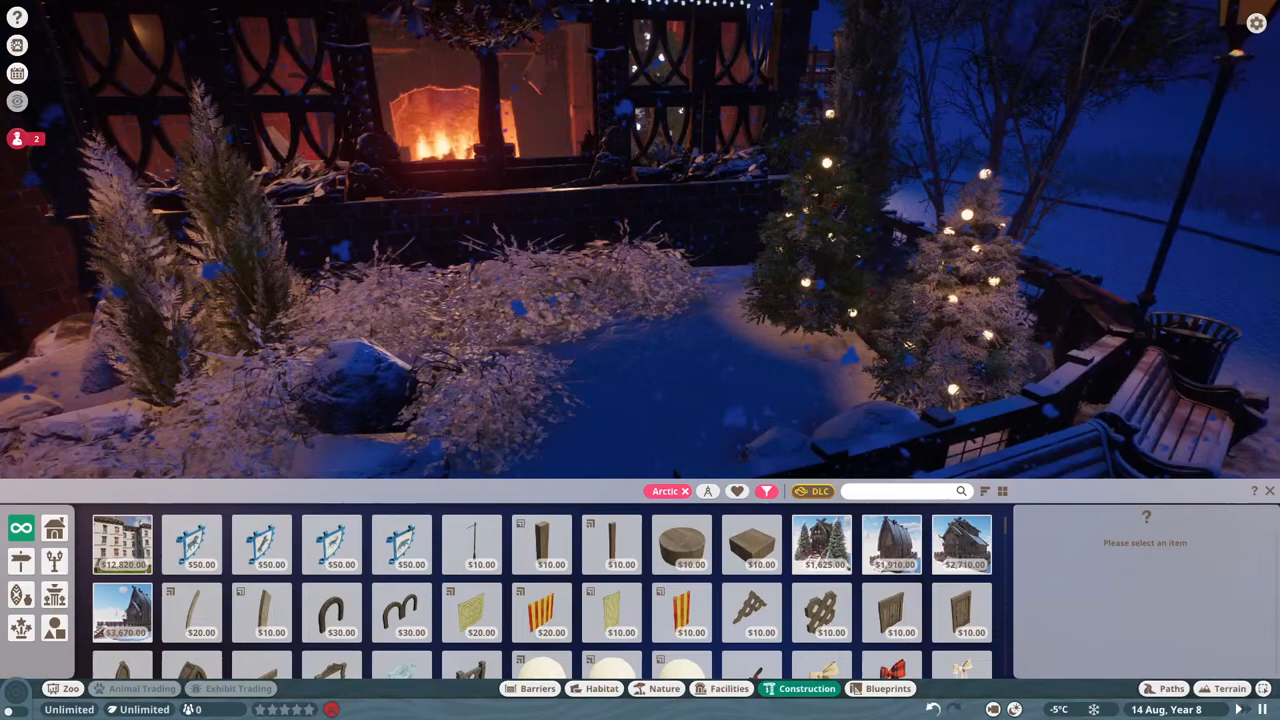 ?
2
Arctic ×
DLC
? ×
$12,820.00 $50.00 $50.00 $50.00 $50.00 $10.00 $10.00 $10.00 $10.00 $10.00 $1,625.00 $1,910.00 $2,710.00
?
Please select an item
$3,670.00 $20.00 $10.00 $30.00 $30.00 $20.00 $20.00 $10.00 $10.00 $10.00 $10.00 $10.00 $10.00
Zoo Animal Trading Exhibit Trading Barriers Habitat Nature Facilities Construction Blueprints Paths Terrain
Unlimited Unlimited 0 -5°C 14 Aug, Year 8